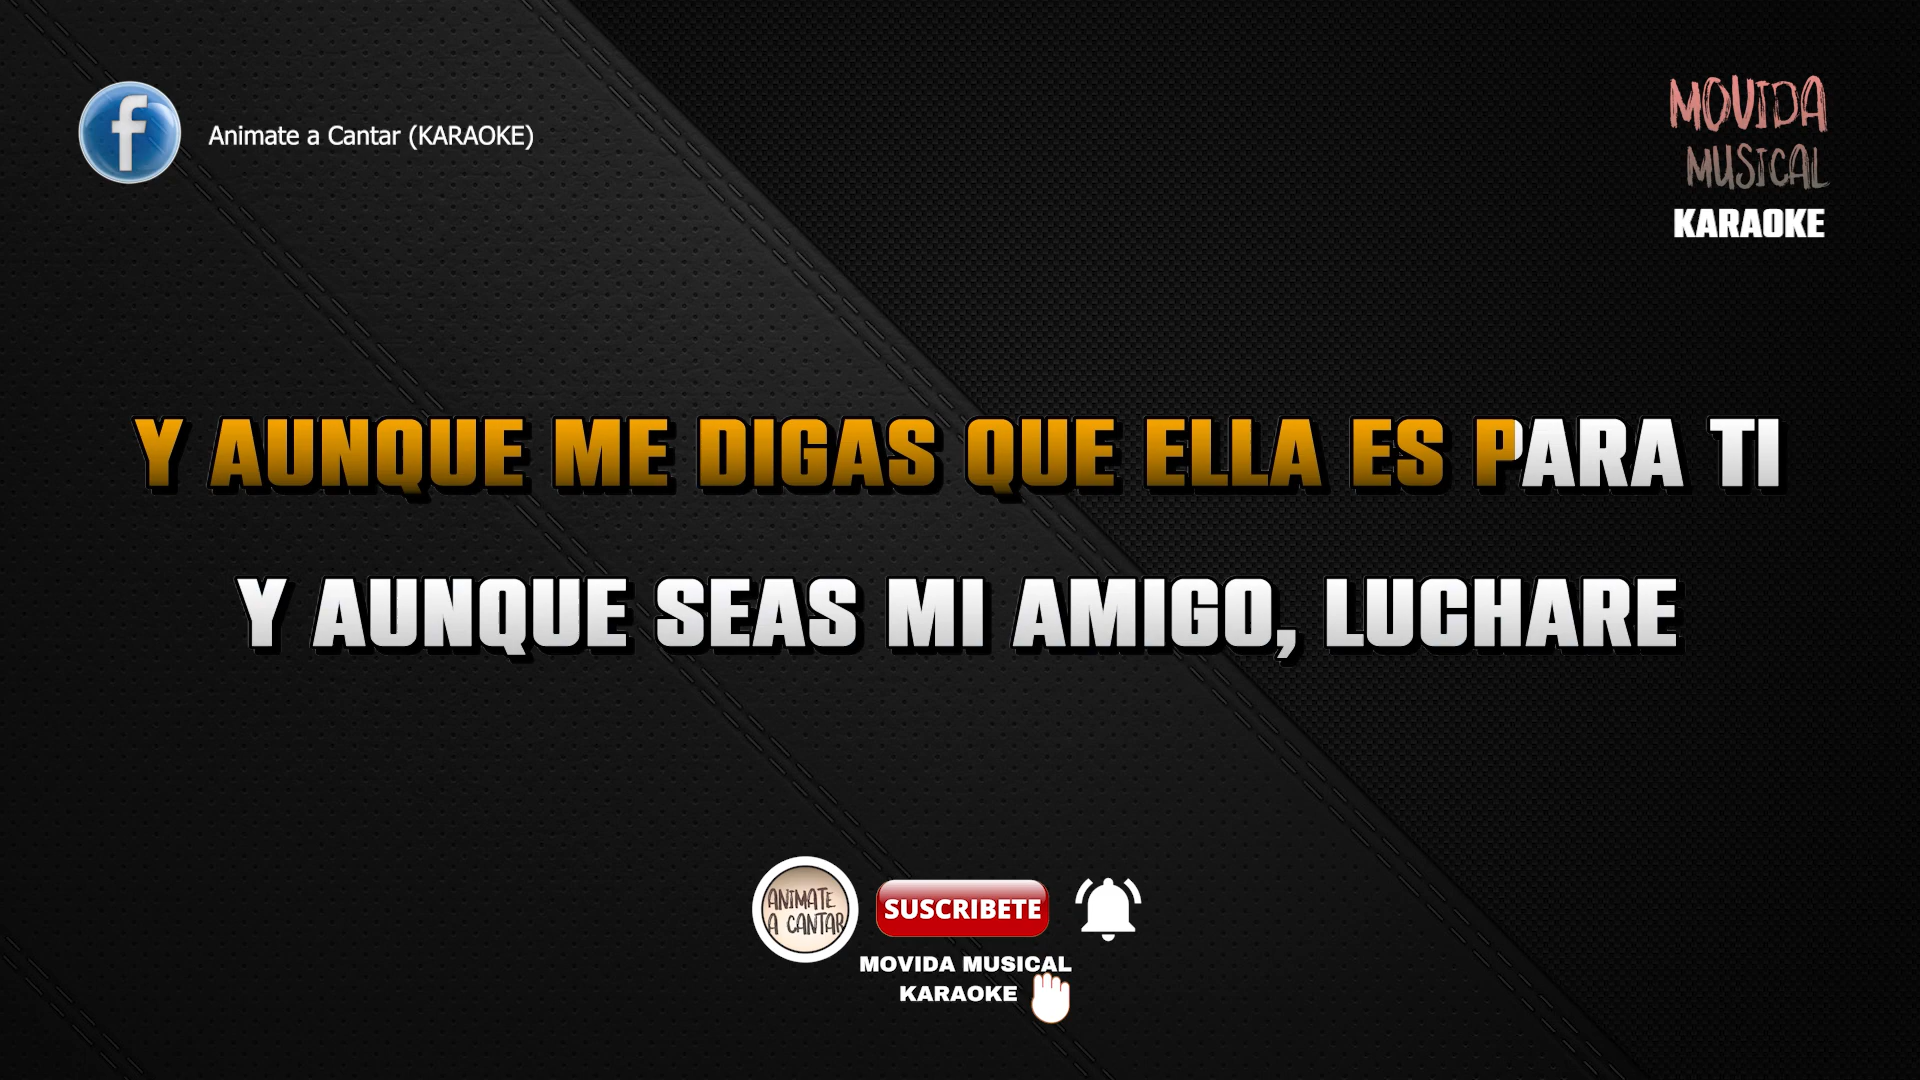 Animate a Cantar (KARAOKE)
MOVIDA
MUSICAL
KARAOKE
Y AUNQUE ME DIGAS QUE ELLA ES PARA TI
Y AUNQUE SEAS MI AMIGO, LUCHARE
ANIMATE
A CANTAR
SUSCRIBETE
MOVIDA MUSICAL
KARAOKE